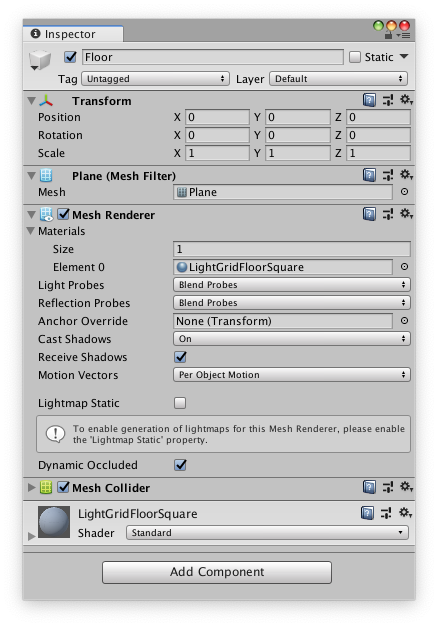 Inspector
Floor Static
Tag Untagged Layer Default
Transform
Position X 0 Y 0 Z 0
Rotation X 0 Y 0 Z 0
Scale X 1 Y 1 Z 1
Plane (Mesh Filter)
Mesh Plane
Mesh Renderer
Materials
Size 1
Element 0 LightGridFloorSquare
Light Probes Blend Probes
Reflection Probes Blend Probes
Anchor Override None (Transform)
Cast Shadows On
Receive Shadows
Motion Vectors Per Object Motion
Lightmap Static
To enable generation of lightmaps for this Mesh Renderer, please enable
the 'Lightmap Static' property.
Dynamic Occluded
Mesh Collider
LightGridFloorSquare
Shader Standard
Add Component